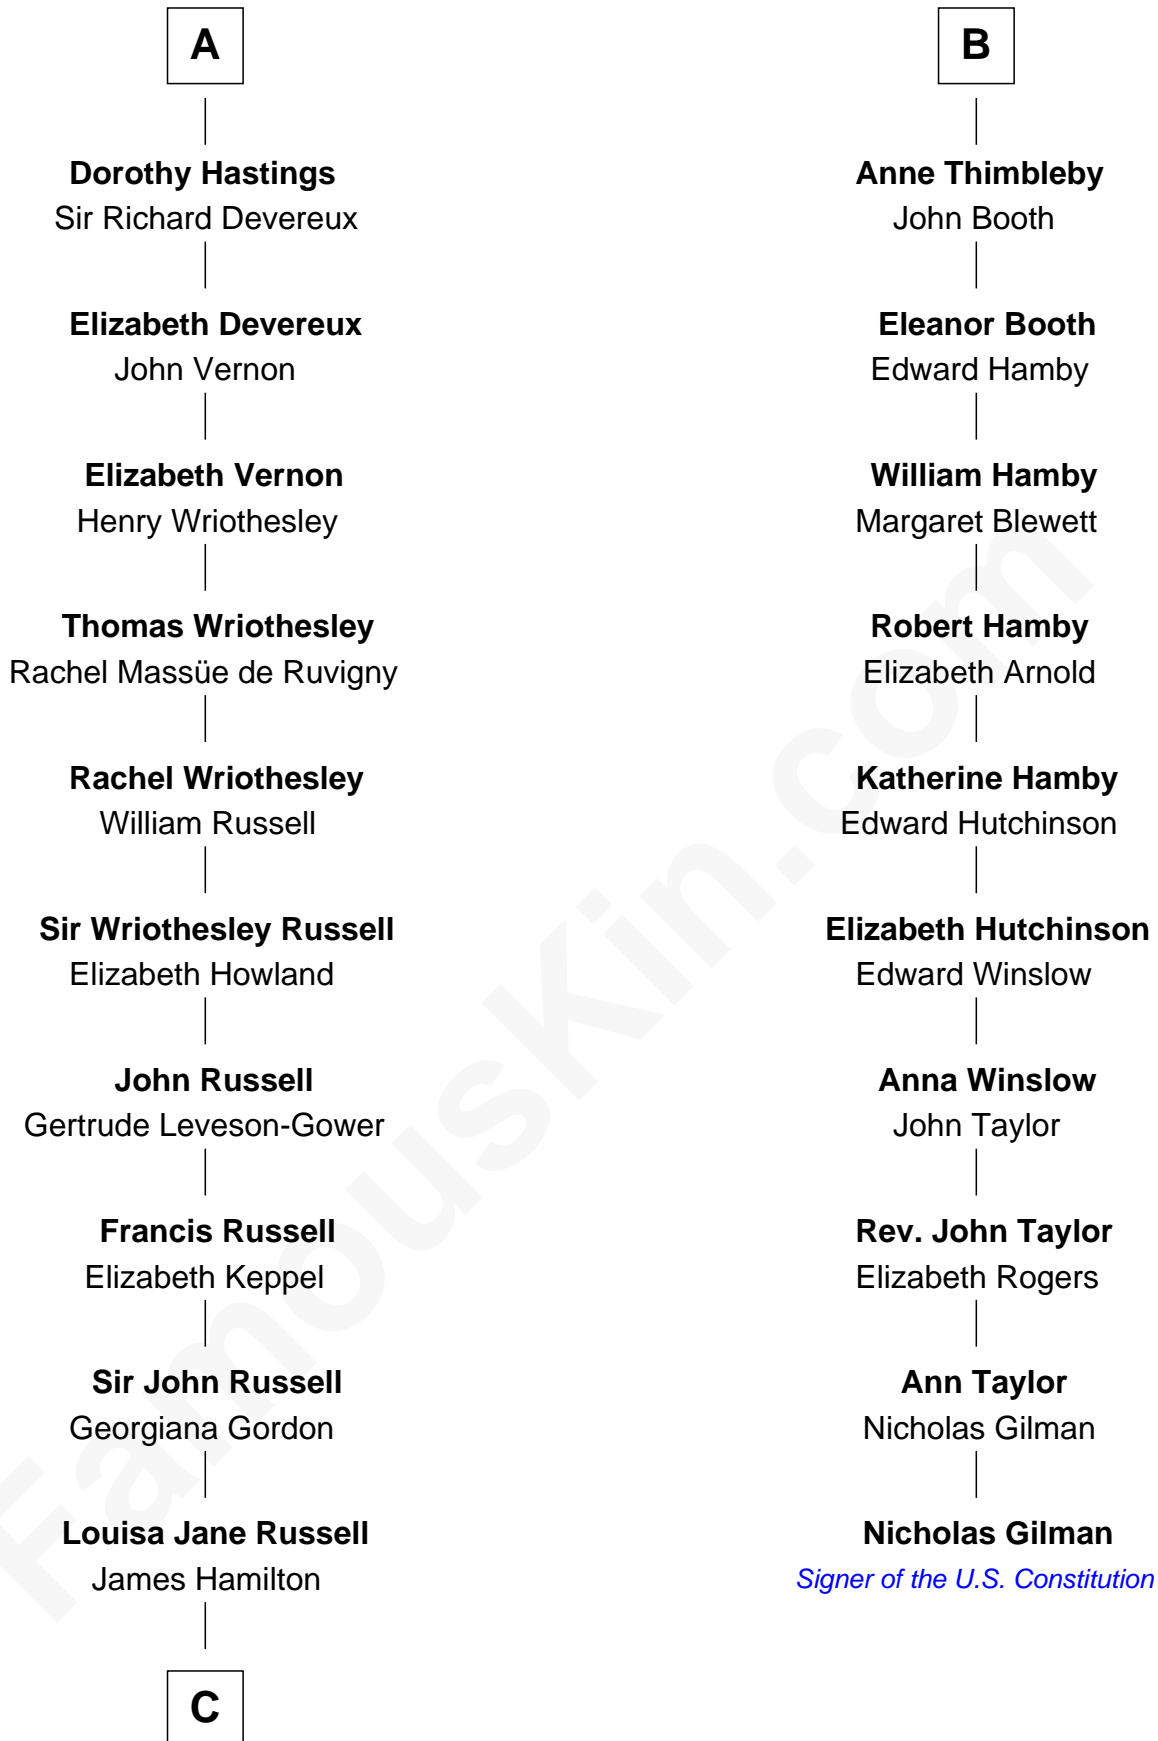 A
Dorothy Hastings
Sir Richard Devereux
Elizabeth Devereux
John Vernon
Elizabeth Vernon
Henry Wriothesley
Thomas Wriothesley
Rachel Massüe de Ruvigny
Rachel Wriothesley
William Russell
Sir Wriothesley Russell
Elizabeth Howland
John Russell
Gertrude Leveson-Gower
Francis Russell
Elizabeth Keppel
Sir John Russell
Georgiana Gordon
Louisa Jane Russell
James Hamilton
C
B
Anne Thimbleby
John Booth
Eleanor Booth
Edward Hamby
William Hamby
Margaret Blewett
Robert Hamby
Elizabeth Arnold
Katherine Hamby
Edward Hutchinson
Elizabeth Hutchinson
Edward Winslow
Anna Winslow
John Taylor
Rev. John Taylor
Elizabeth Rogers
Ann Taylor
Nicholas Gilman
Nicholas Gilman
Signer of the U.S. Constitution
FamousKin.com